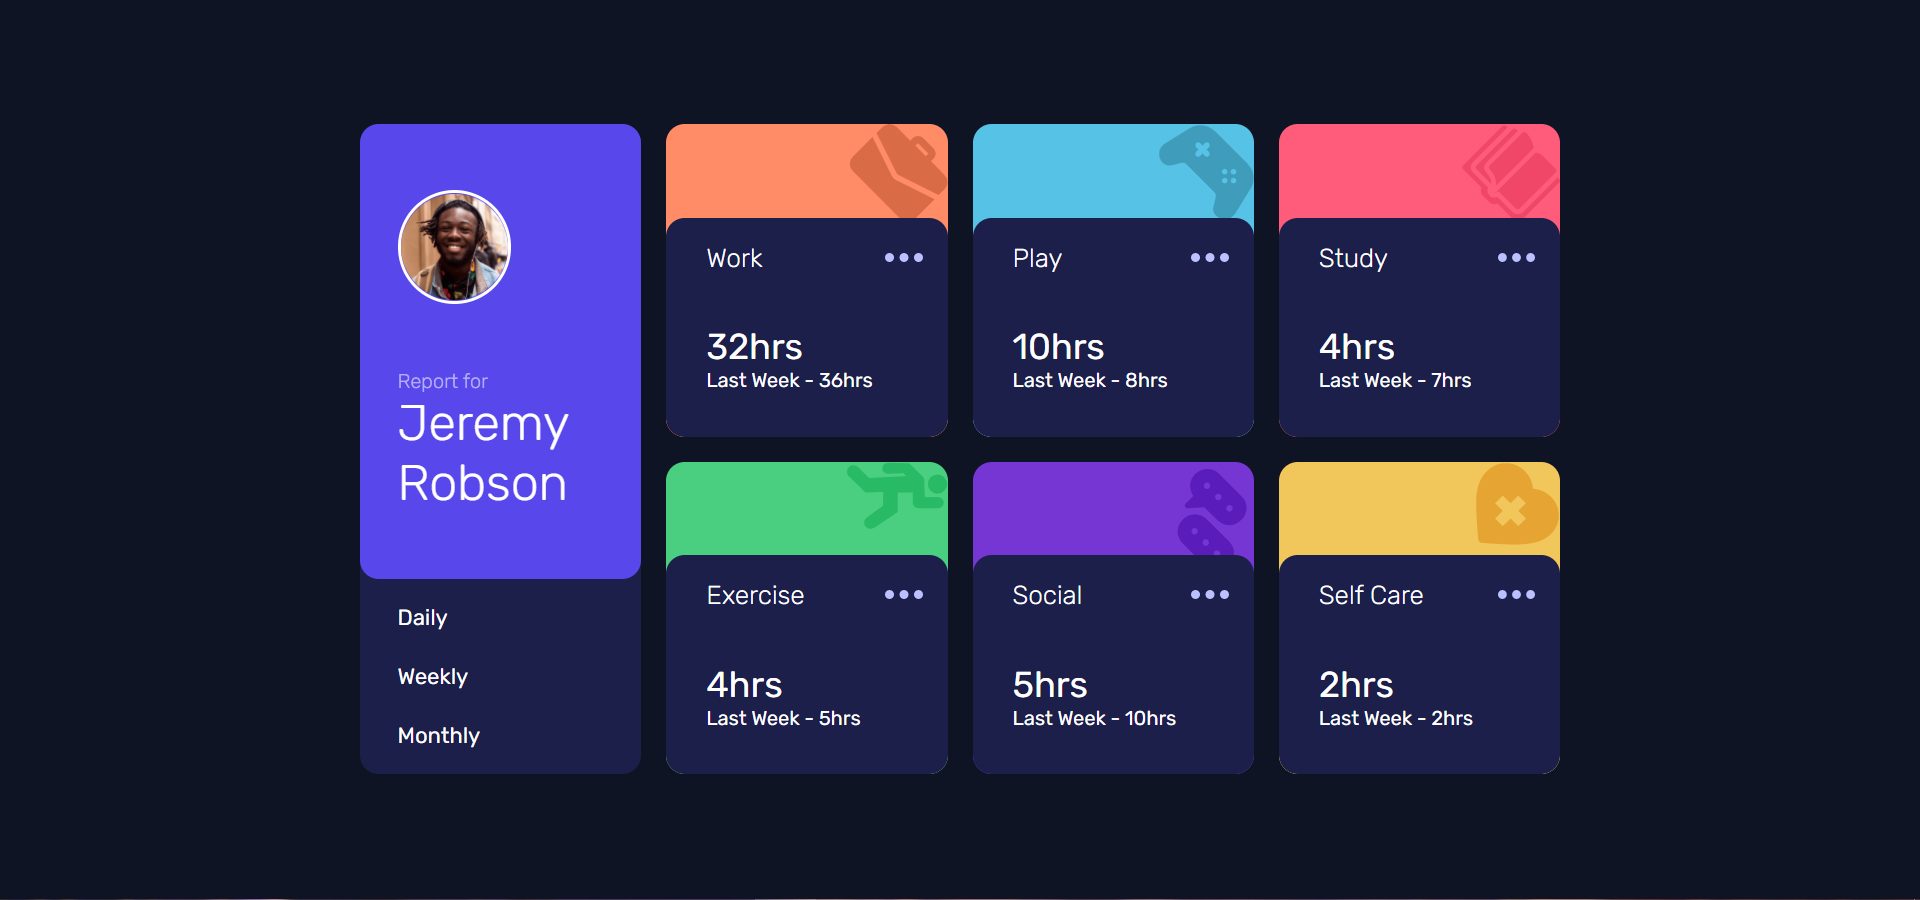 Report for
Jeremy
Robson
Daily
Weekly
Monthly
Work
32hrs
Last Week - 36hrs
Play
10hrs
Last Week - 8hrs
Study
4hrs
Last Week - 7hrs
Exercise
4hrs
Last Week - 5hrs
Social
5hrs
Last Week - 10hrs
Self Care
2hrs
Last Week - 2hrs